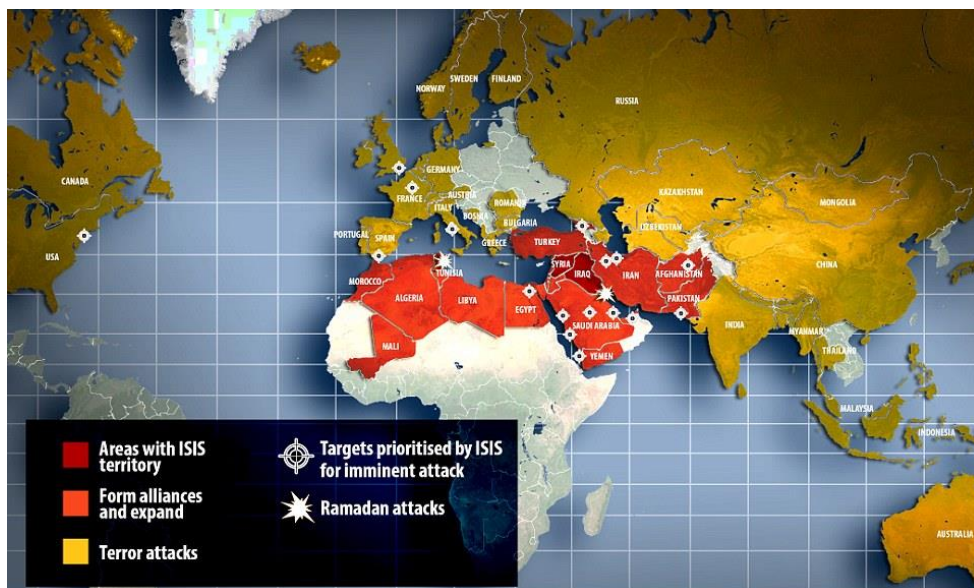 SWEDEN
FINLAND
NORWAY
RUSSIA
CANADA
GERMANY
KAZAKHSTAN
MONGOLIA
FRANCE
AUSTRIA
ITALY
ROMANIA
BOSNIA
BULGARIA
UZBEKISTAN
USA
PORTUGAL
SPAIN
GREECE
TURKEY
CHINA
SYRIA
IRAQ
IRAN
AFGHANISTAN
TUNISIA
MOROCCO
ALGERIA
LIBYA
EGYPT
PAKISTAN
SAUDI ARABIA
INDIA
MALI
YEMEN
MYANMAR
THAILAND
MALAYSIA
INDONESIA
AUSTRALIA
Areas with ISIS
territory
Form alliances
and expand
Terror attacks
Targets prioritised by ISIS
for imminent attack
Ramadan attacks